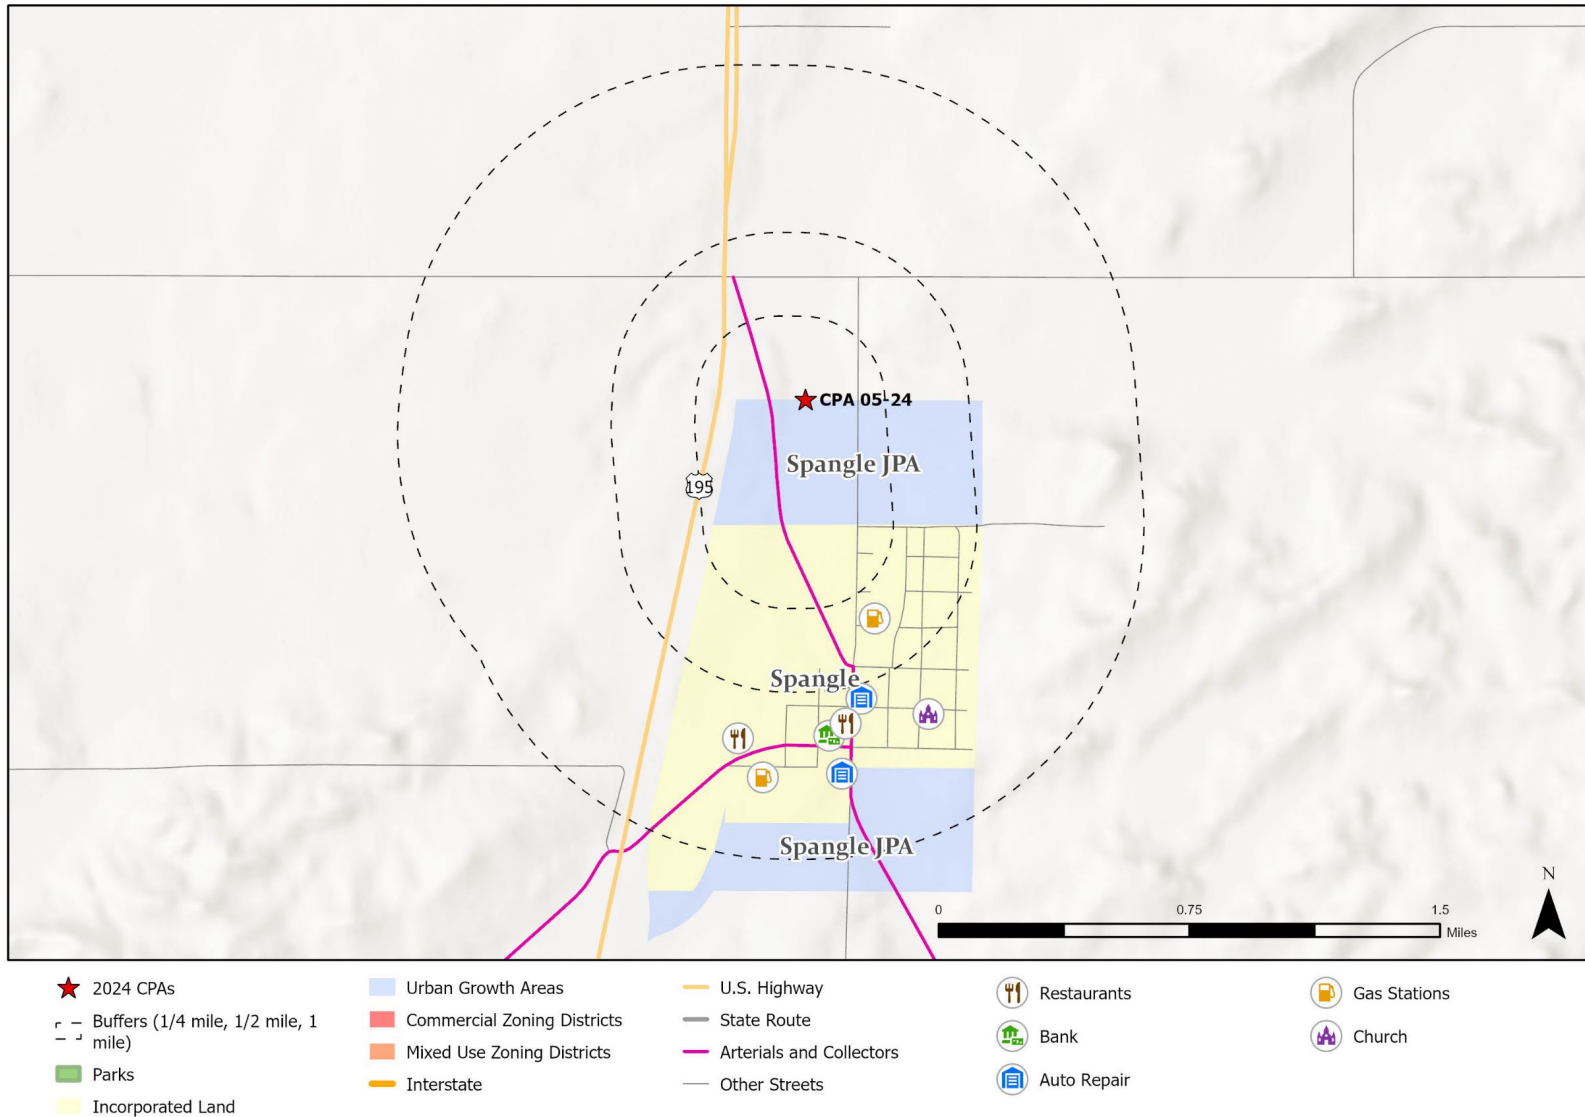 CPA 05-24
Spangle JPA
195
Spangle
Spangle JPA
N
0 0.75 1.5
Miles
2024 CPAs
Buffers (1/4 mile, 1/2 mile, 1
mile)
Parks
Incorporated Land
Urban Growth Areas
Commercial Zoning Districts
Mixed Use Zoning Districts
Interstate
U.S. Highway
State Route
Arterials and Collectors
Other Streets
Restaurants
Bank
Auto Repair
Gas Stations
Church